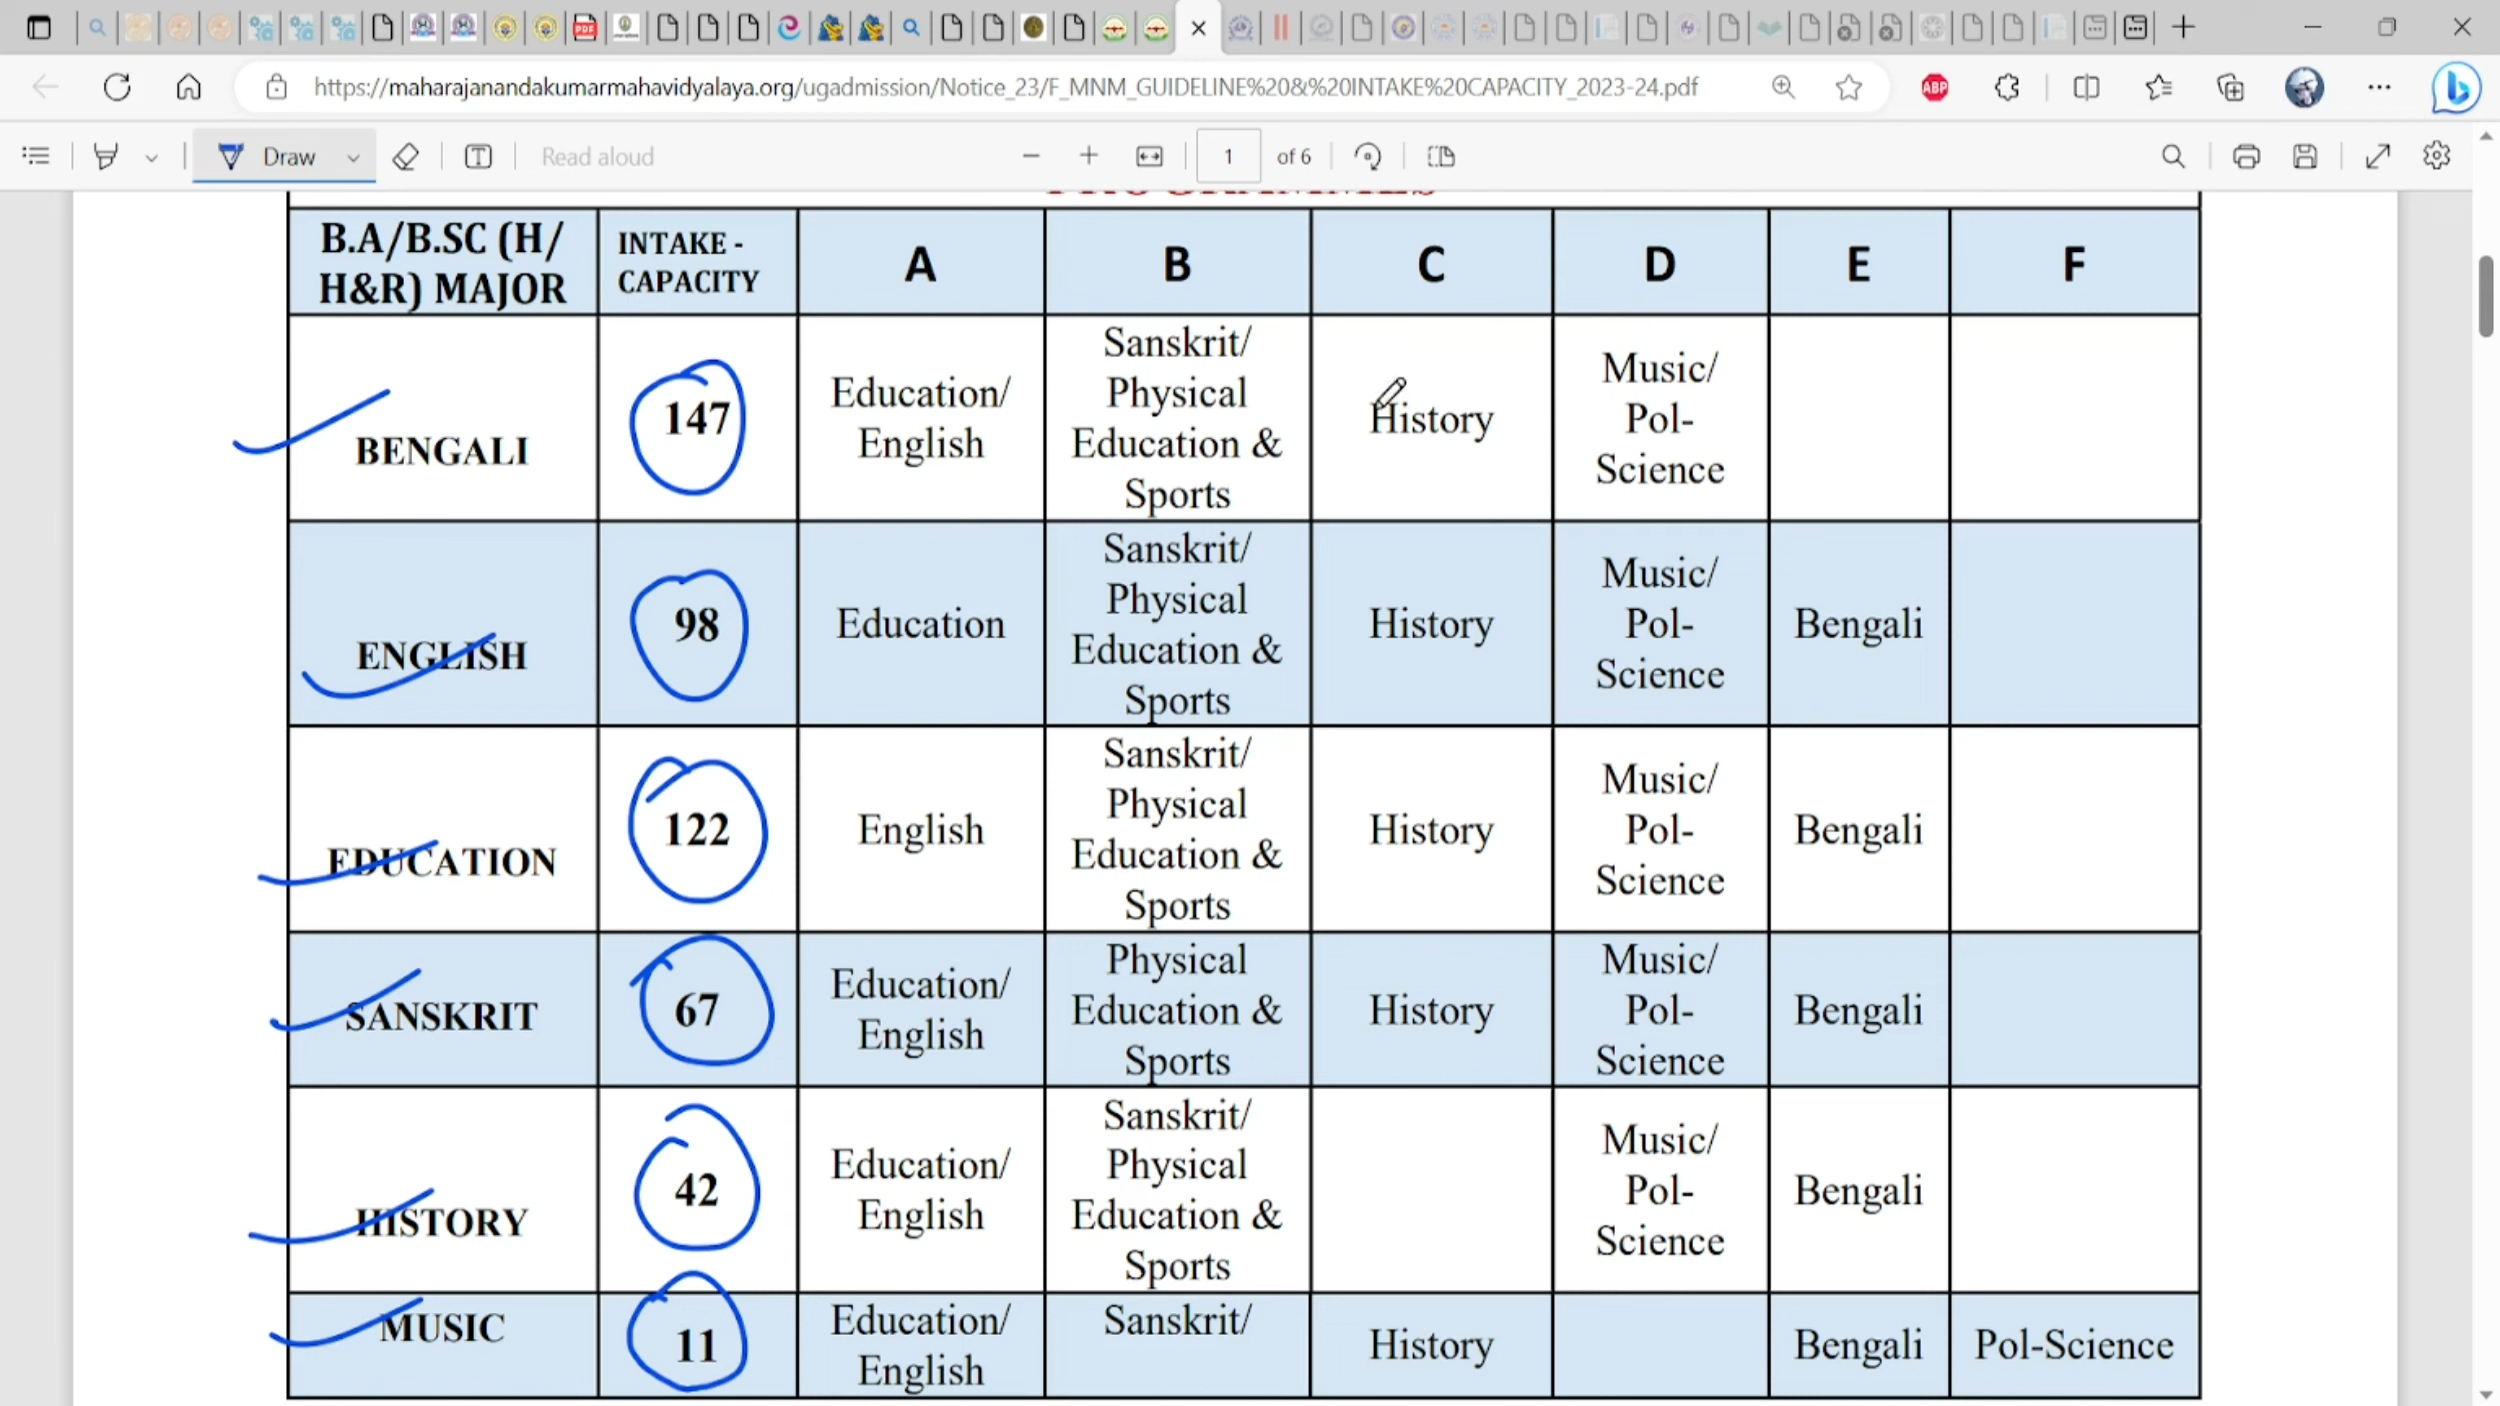 https://maharajanandakumarmahavidyalaya.org/ugadmission/Notice_23/F_MNM_GUIDELINE%20&%20INTAKE%20CAPACITY_2023-24.pdf
ABP
Draw
Read aloud
1
of 6
PROGRAMMES
B.A/B.SC (H/
H&R) MAJOR
INTAKE -
CAPACITY
A
B
C
D
E
F
BENGALI
147
Education/
English
Sanskrit/
Physical
Education &
Sports
History
Music/
Pol-
Science
ENGLISH
98
Education
Sanskrit/
Physical
Education &
Sports
History
Music/
Pol-
Science
Bengali
EDUCATION
122
English
Sanskrit/
Physical
Education &
Sports
History
Music/
Pol-
Science
Bengali
SANSKRIT
67
Education/
English
Physical
Education &
Sports
History
Music/
Pol-
Science
Bengali
HISTORY
42
Education/
English
Sanskrit/
Physical
Education &
Sports
Music/
Pol-
Science
Bengali
MUSIC
11
Education/
English
Sanskrit/
History
Bengali
Pol-Science